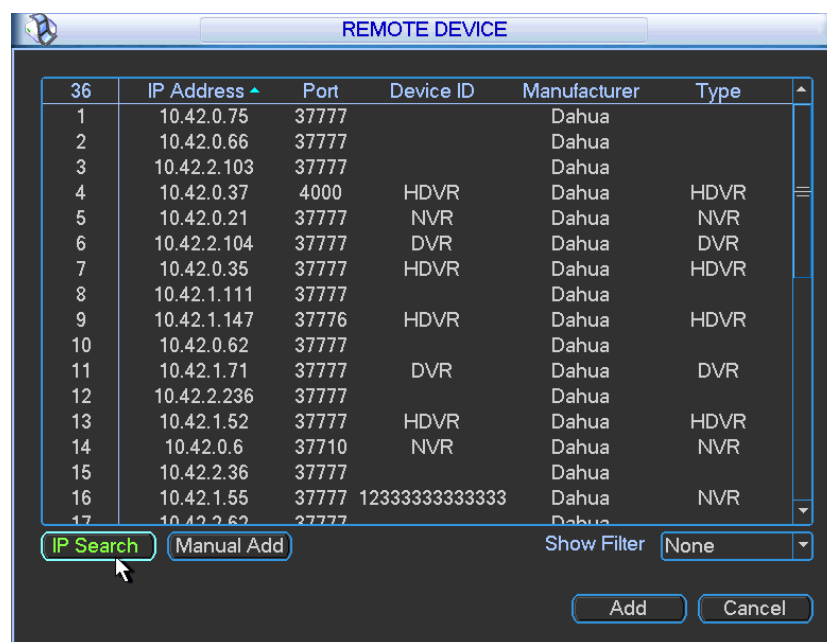 REMOTE DEVICE
36 IP Address Port Device ID Manufacturer Type
1 10.42.0.75 37777 Dahua
2 10.42.0.66 37777 Dahua
3 10.42.2.103 37777 Dahua
4 10.42.0.37 4000 HDVR Dahua HDVR
5 10.42.0.21 37777 NVR Dahua NVR
6 10.42.2.104 37777 DVR Dahua DVR
7 10.42.0.35 37777 HDVR Dahua HDVR
8 10.42.1.111 37777 Dahua
9 10.42.1.147 37776 HDVR Dahua HDVR
10 10.42.0.62 37777 Dahua
11 10.42.1.71 37777 DVR Dahua DVR
12 10.42.2.236 37777 Dahua
13 10.42.1.52 37777 HDVR Dahua HDVR
14 10.42.0.6 37710 NVR Dahua NVR
15 10.42.2.36 37777 Dahua
16 10.42.1.55 37777 12333333333333 Dahua NVR
17 10.42.2.62 37777 Dahua
IP Search Manual Add Show Filter None
Add Cancel